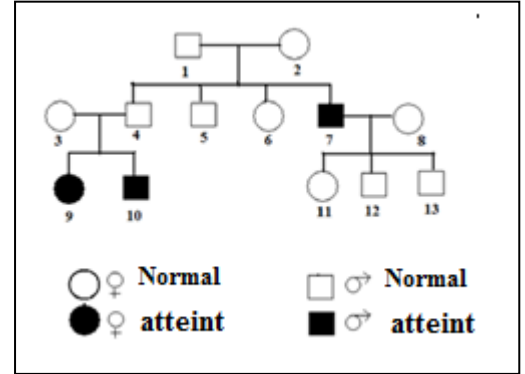 1 2
3 4 5 6 7 8
9 10 11 12 13
♀ Normal ♂ Normal
♀ atteint ♂ atteint